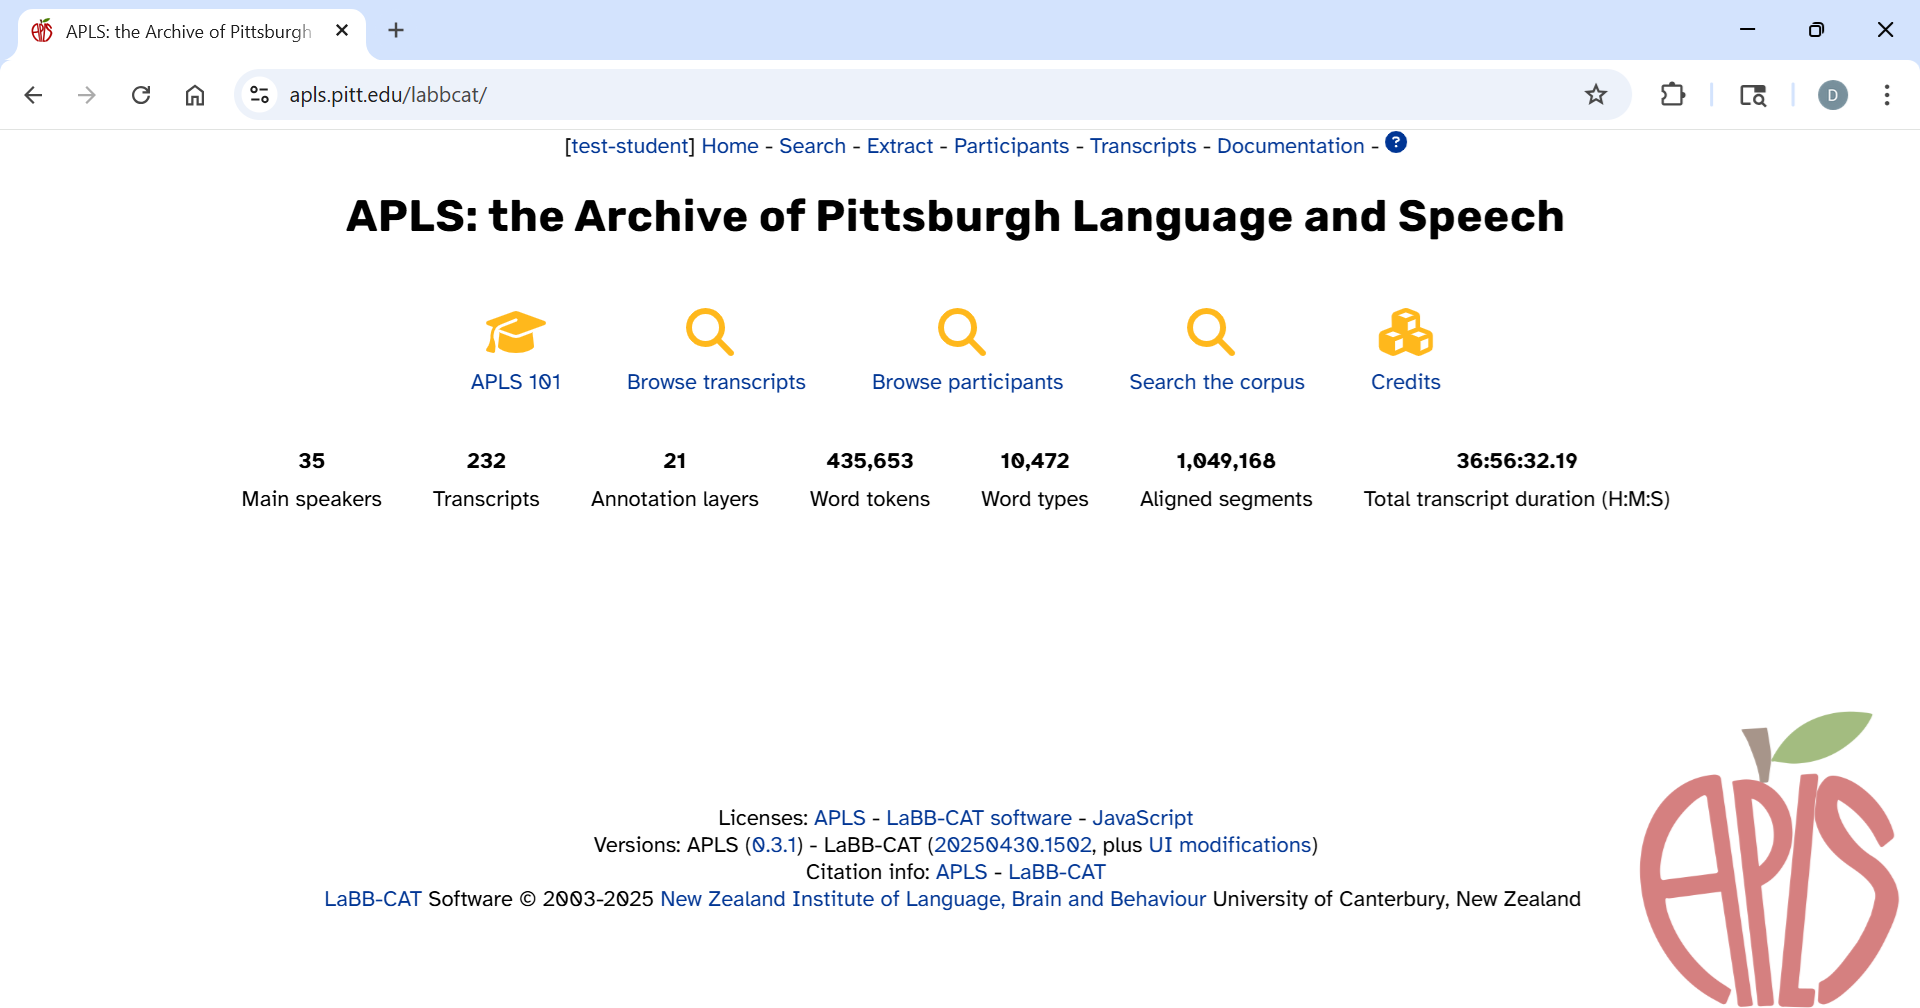 APLS: the Archive of Pittsburgh
apls.pitt.edu/labbcat/
D
[test-student] Home - Search - Extract - Participants - Transcripts - Documentation - ?
APLS: the Archive of Pittsburgh Language and Speech
APLS 101 Browse transcripts Browse participants Search the corpus Credits
35 232 21 435,653 10,472 1,049,168 36:56:32.19
Main speakers Transcripts Annotation layers Word tokens Word types Aligned segments Total transcript duration (H:M:S)
Licenses: APLS - LaBB-CAT software - JavaScript
Versions: APLS (0.3.1) - LaBB-CAT (20250430.1502, plus UI modifications)
Citation info: APLS - LaBB-CAT
LaBB-CAT Software © 2003-2025 New Zealand Institute of Language, Brain and Behaviour University of Canterbury, New Zealand
APLS